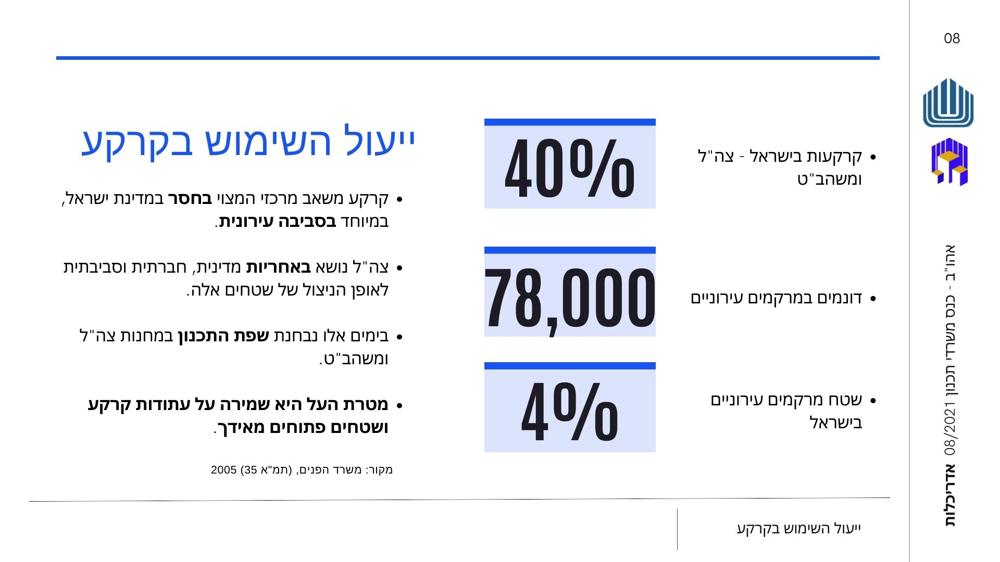 08
קרקעות בישראל - צה"ל
ומשהב"ט
40%
דונמים במרקמים עירוניים
78,000
שטח מרקמים עירוניים
בישראל
4%
ייעול השימוש בקרקע
קרקע משאב מרכזי המצוי בחסר במדינת ישראל,
במיוחד בסביבה עירונית.
צה"ל נושא באחריות מדינית, חברתית וסביבתית
לאופן הניצול של שטחים אלה.
בימים אלו נבחנת שפת התכנון במחנות צה"ל
ומשהב"ט.
מטרת העל היא שמירה על עתודות קרקע
ושטחים פתוחים מאידך.
מקור: משרד הפנים, (תמ"א 35) 2005
ייעול השימוש בקרקע
אהו"ב - כנס משרדי תכנון 08/2021 אדריכלות